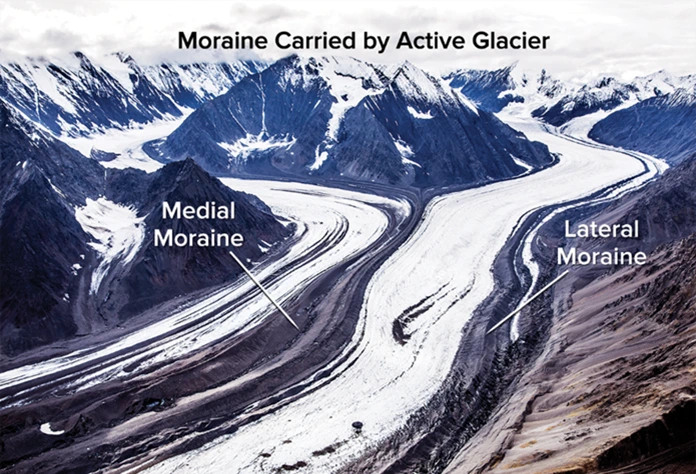 Moraine Carried by Active Glacier
Medial
Moraine
Lateral
Moraine